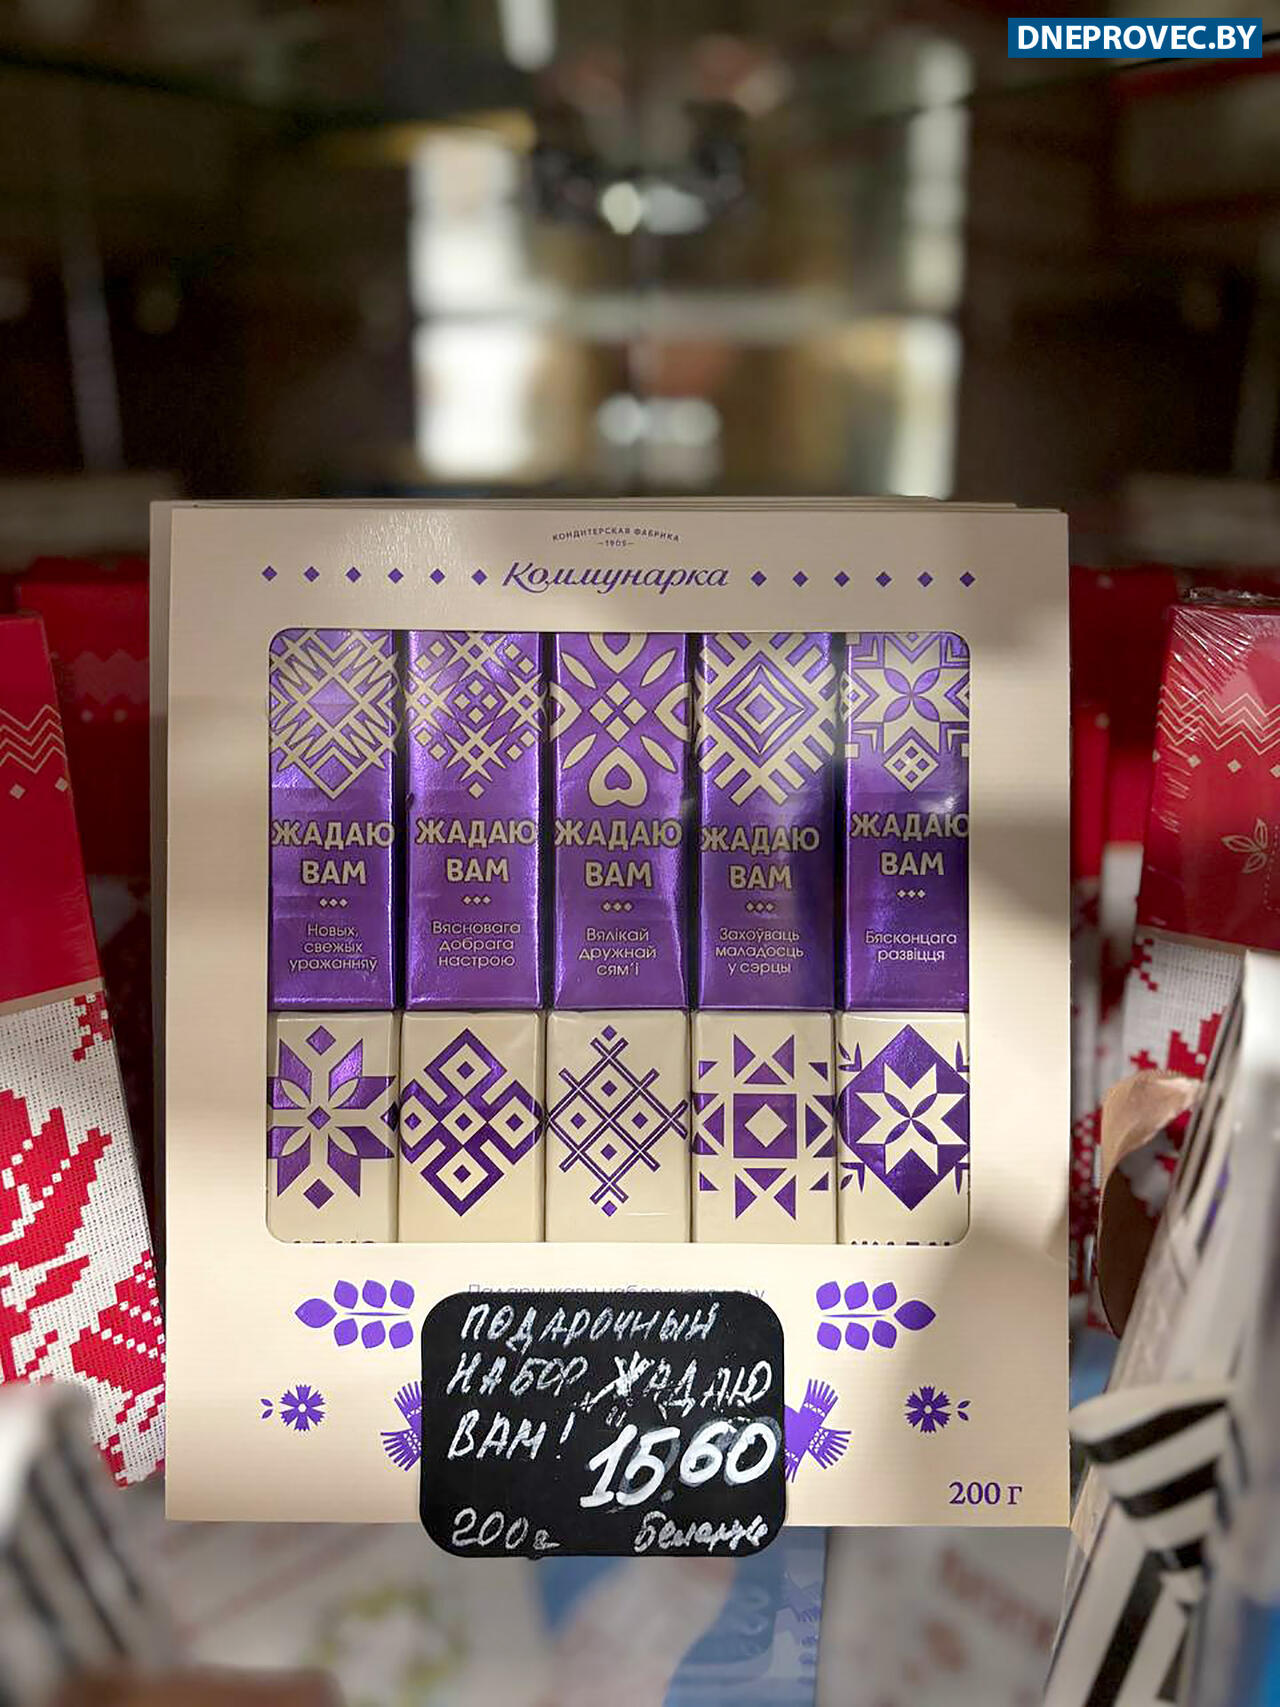 DNEPROVEC.BY
КОНДИТЕРСКАЯ ФАБРИКА
–1905–
Коммунарка
ЖАДАЮ
ВАМ
Новых,
свежых
уражанняў
ЖАДАЮ
ВАМ
Вясновага
добрага
настрою
ЖАДАЮ
ВАМ
Вялікай
дружнай
сям'і
ЖАДАЮ
ВАМ
Захоўваць
маладосць
у сэрцы
ЖАДАЮ
ВАМ
Бясконцага
развіцця
ПОДАРОЧНЫЙ
НАБОР „ЖАДАЮ
ВАМ!"
15.60
200г
Беларусь
200 г